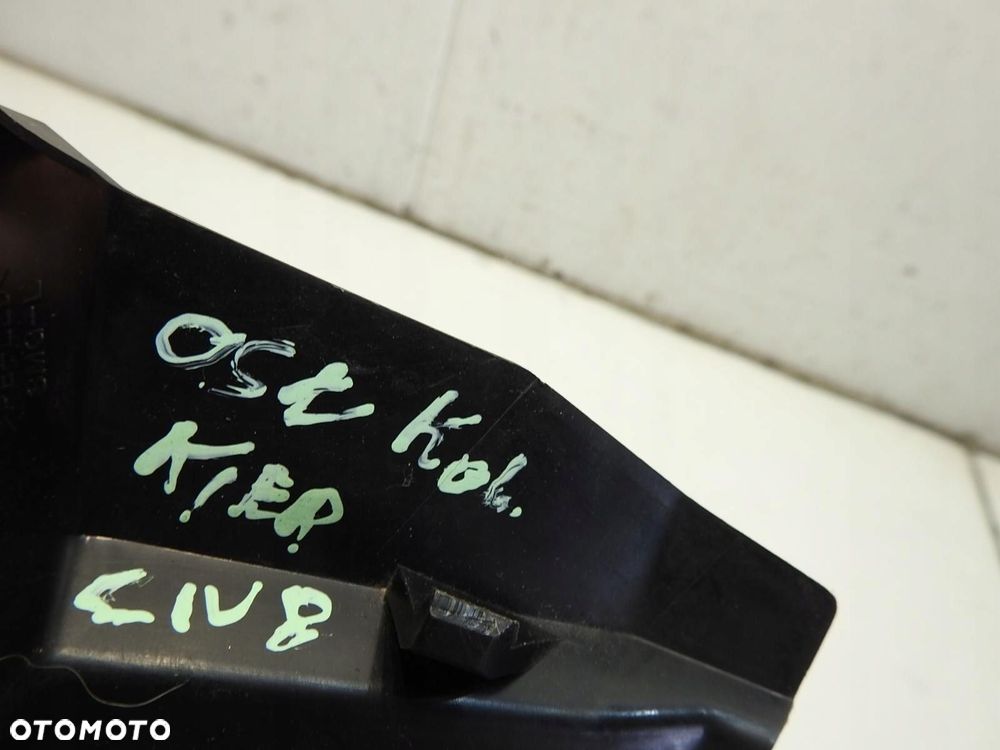 OSŁ KOL.
KIER
CIV8
OTOMOTO